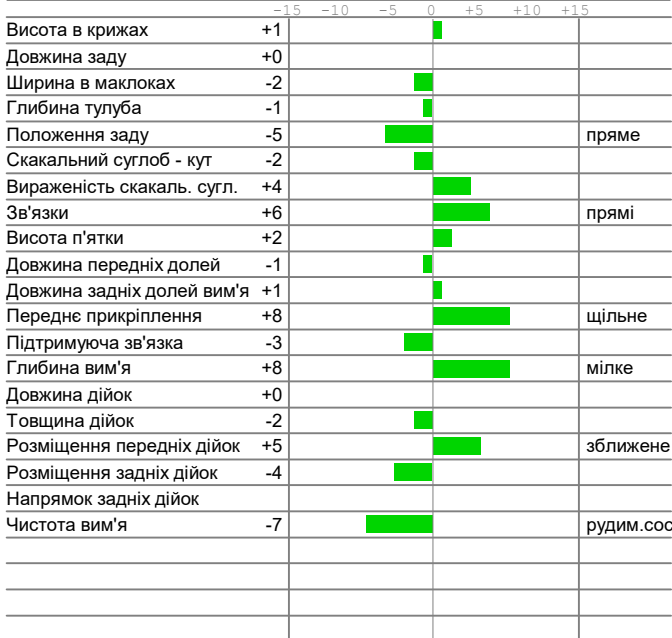 -15 -10 -5 0 +5 +10 +15
Висота в крижах +1
Довжина заду +0
Ширина в маклоках -2
Глибина тулуба -1
Положення заду -5 пряме
Скакальний суглоб - кут -2
Вираженість скакаль. сугл. +4
Зв'язки +6 прямі
Висота п'ятки +2
Довжина передніх долей -1
Довжина задніх долей вим'я +1
Переднє прикріплення +8 щільне
Підтримуюча зв'язка -3
Глибина вим'я +8 мілке
Довжина дійок +0
Товщина дійок -2
Розміщення передніх дійок +5 зближене
Розміщення задніх дійок -4
Напрямок задніх дійок
Чистота вим'я -7 рудим.сос